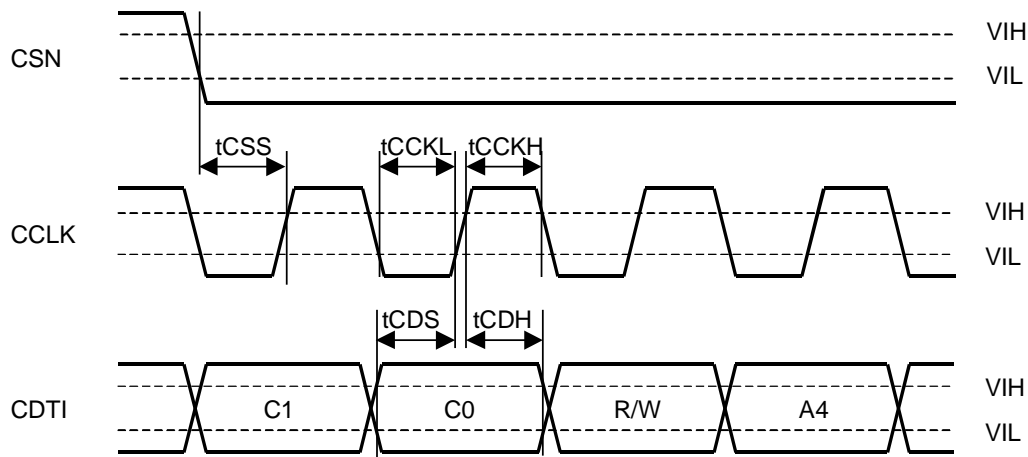 VIH
CSN
VIL
tCSS tCCKL tCCKH
VIH
CCLK
VIL
tCDS tCDH
VIH
CDTI C1 C0 R/W A4
VIL